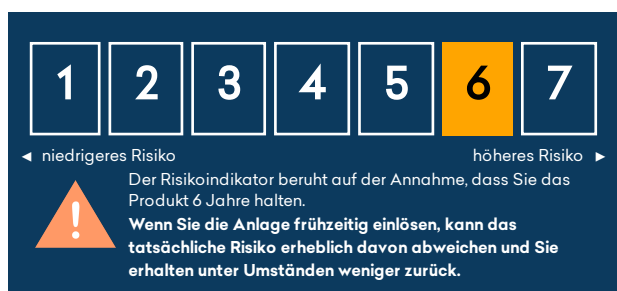 1 2 3 4 5 6 7
◄ niedrigeres Risiko höheres Risiko ►
Der Risikoindikator beruht auf der Annahme, dass Sie das
Produkt 6 Jahre halten.
Wenn Sie die Anlage frühzeitig einlösen, kann das
tatsächliche Risiko erheblich davon abweichen und Sie
erhalten unter Umständen weniger zurück.
!